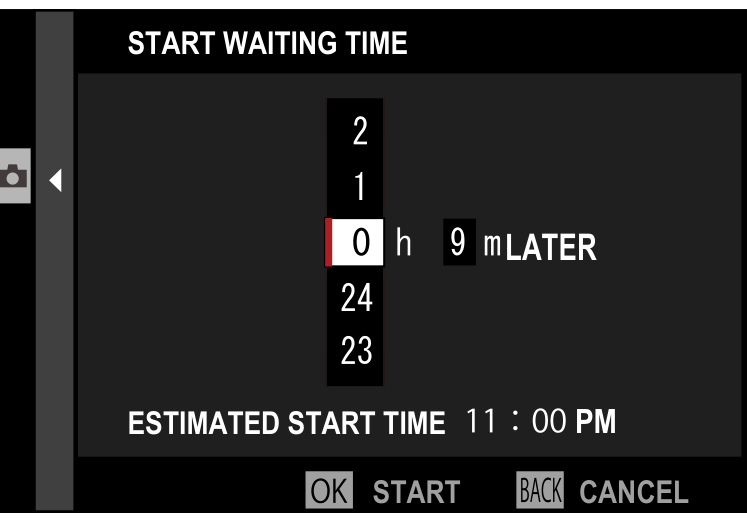 START WAITING TIME
2
1
0 h 9 m LATER
24
23
ESTIMATED START TIME 11 : 00 PM
OK START BACK CANCEL